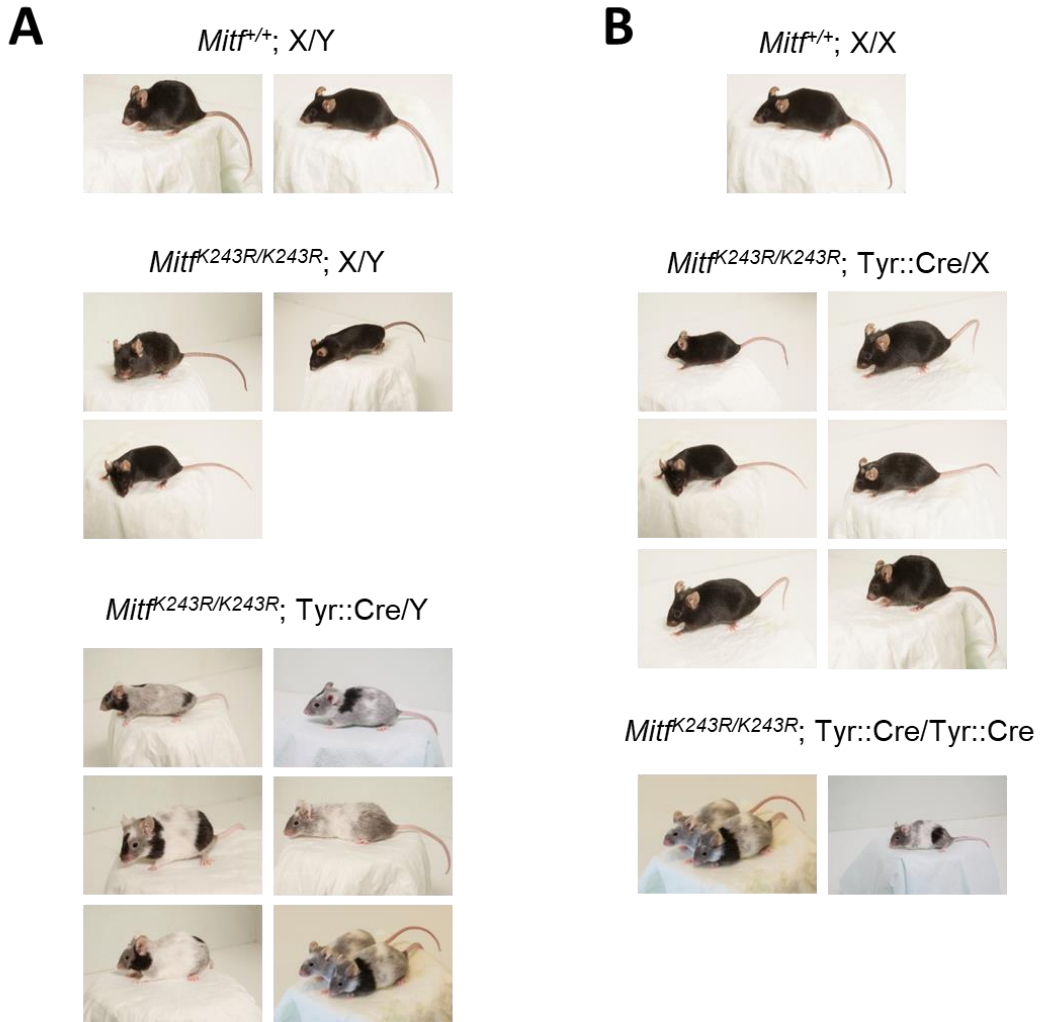 A
Mitf+/+; X/Y
MitfK243R/K243R; X/Y
MitfK243R/K243R; Tyr::Cre/Y
B
Mitf+/+; X/X
MitfK243R/K243R; Tyr::Cre/X
MitfK243R/K243R; Tyr::Cre/Tyr::Cre